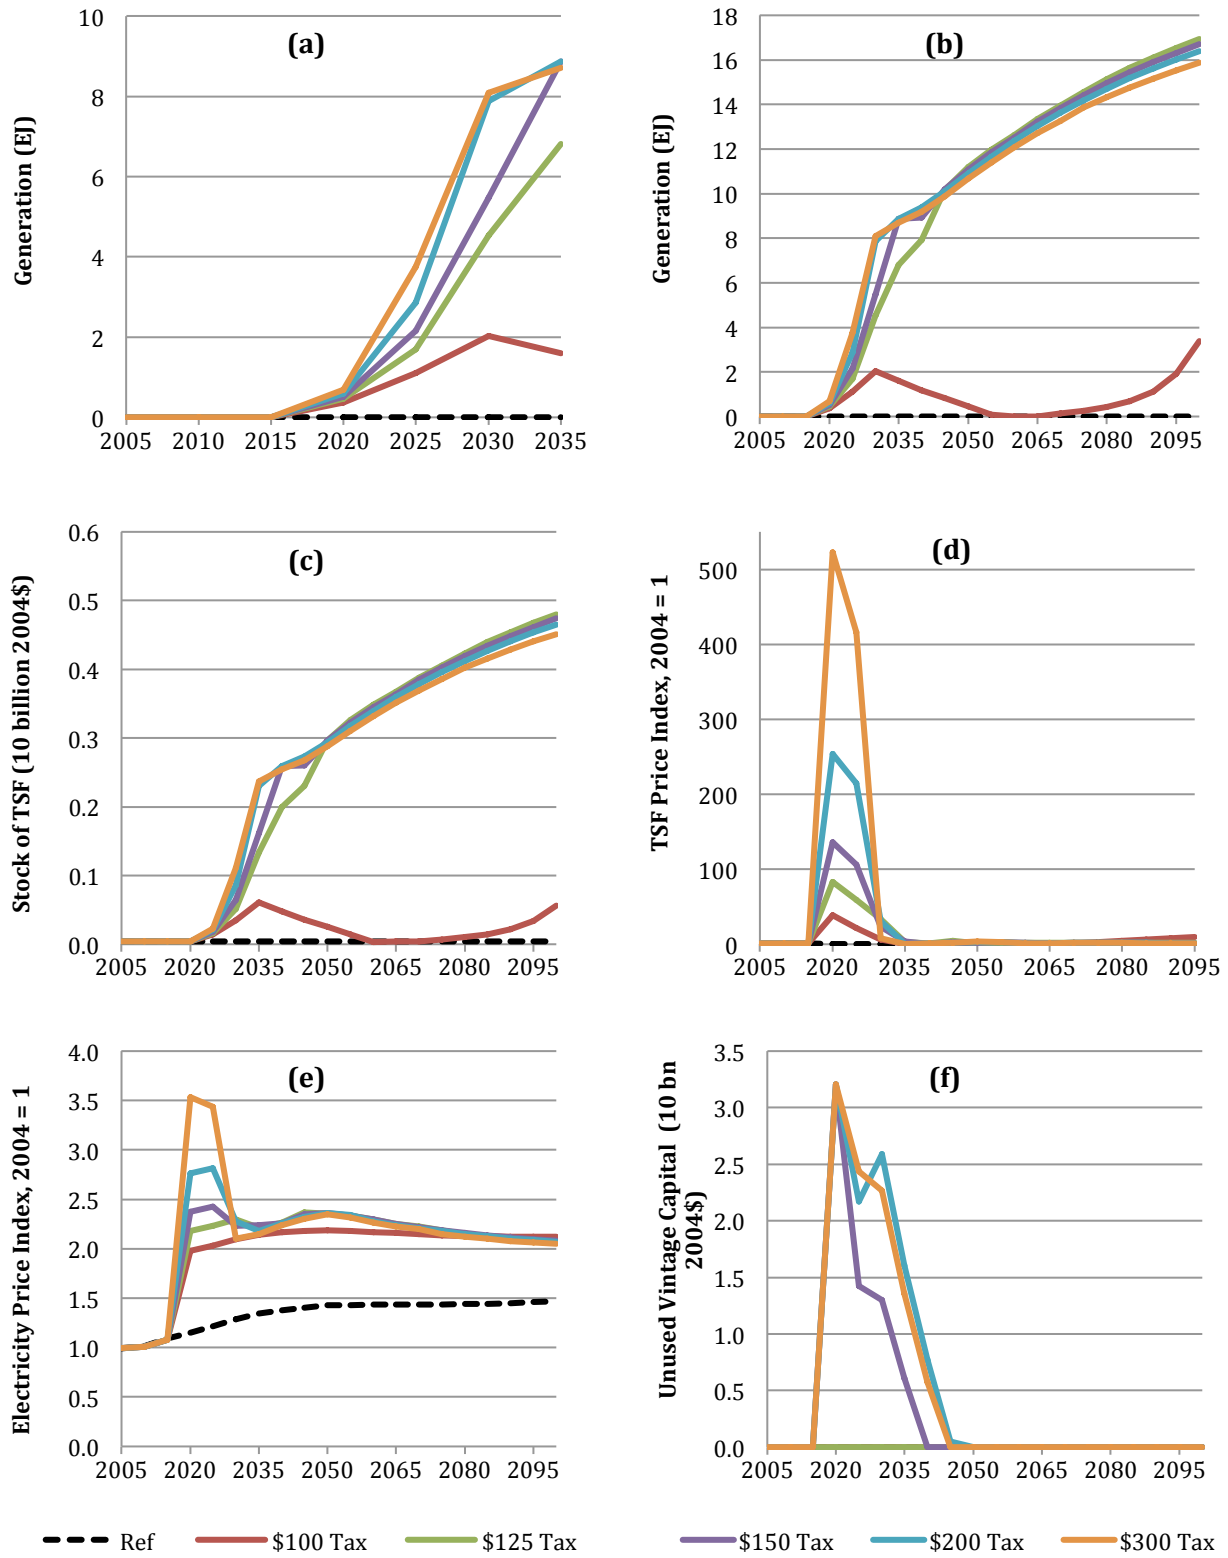 (a)
Generation (EJ)
10
8
6
4
2
0
2005 2010 2015 2020 2025 2030 2035
(b)
Generation (EJ)
18
16
14
12
10
8
6
4
2
0
2005 2020 2035 2050 2065 2080 2095
(c)
Stock of TSF (10 billion 2004$)
0.6
0.5
0.4
0.3
0.2
0.1
0.0
2005 2020 2035 2050 2065 2080 2095
(d)
TSF Price Index, 2004 = 1
500
400
300
200
100
0
2005 2020 2035 2050 2065 2080 2095
(e)
Electricity Price Index, 2004 = 1
4.0
3.5
3.0
2.5
2.0
1.5
1.0
0.5
0.0
2005 2020 2035 2050 2065 2080 2095
(f)
Unused Vintage Capital (10 bn
2004$)
3.5
3.0
2.5
2.0
1.5
1.0
0.5
0.0
2005 2020 2035 2050 2065 2080 2095
Ref $100 Tax $125 Tax $150 Tax $200 Tax $300 Tax